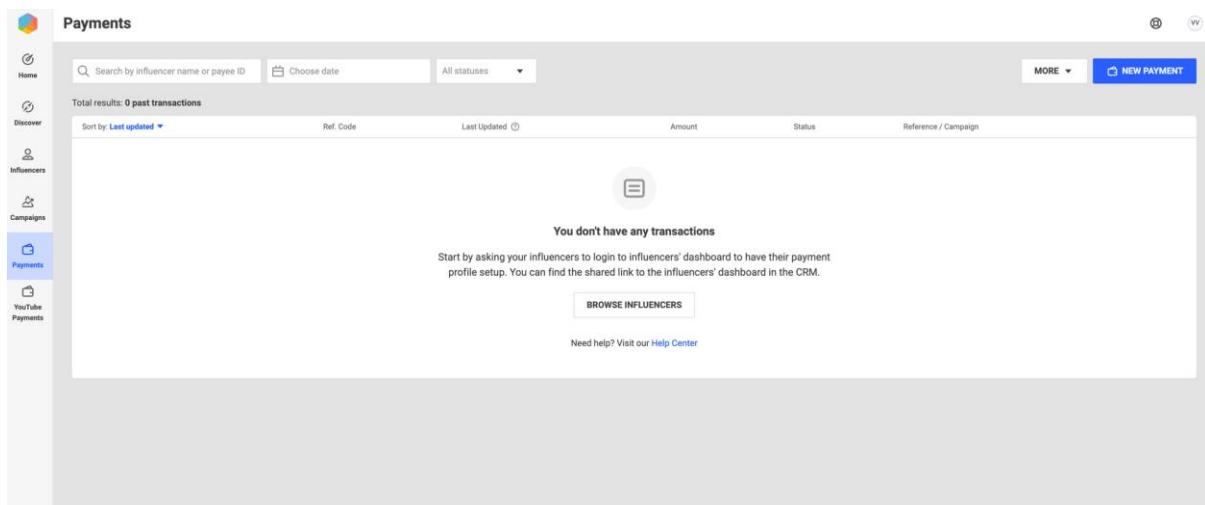 Payments
VV
Home
Discover
Influencers
Campaigns
Payments
YouTube
Payments
Search by influencer name or payee ID
Choose date
All statuses
MORE
NEW PAYMENT
Total results: 0 past transactions
Sort by: Last updated Ref. Code Last Updated Amount Status Reference / Campaign
You don't have any transactions
Start by asking your influencers to login to influencers' dashboard to have their payment
profile setup. You can find the shared link to the influencers' dashboard in the CRM.
BROWSE INFLUENCERS
Need help? Visit our Help Center